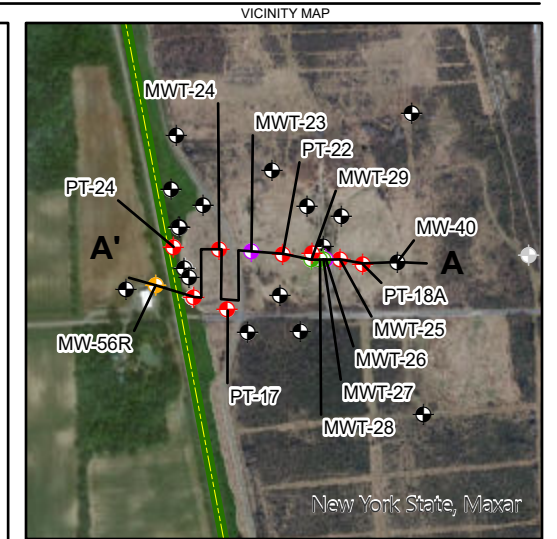 VICINITY MAP
MWT-24
MWT-23
PT-22
MWT-29
PT-24
MW-40
A'
A
PT-18A
MWT-25
MW-56R
MWT-26
PT-17
MWT-27
MWT-28
New York State, Maxar